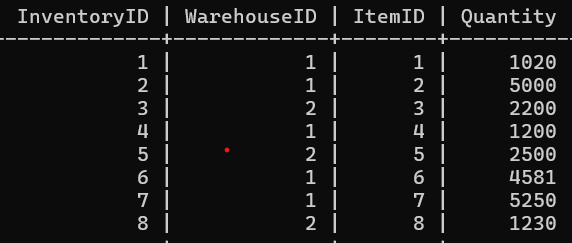 InventoryID | WarehouseID | ItemID | Quantity
------------+-------------+--------+----------
1 | 1 | 1 | 1020
2 | 1 | 2 | 5000
3 | 2 | 3 | 2200
4 | 1 | 4 | 1200
5 | 2 | 5 | 2500
6 | 1 | 6 | 4581
7 | 1 | 7 | 5250
8 | 2 | 8 | 1230